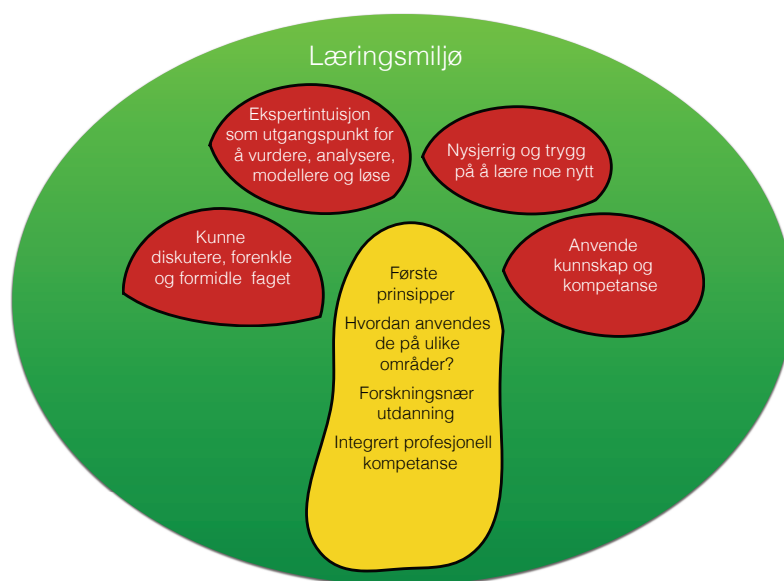 Læringsmiljø
Ekspertintuisjon
som utgangspunkt for
å vurdere, analysere,
modellere og løse
Nysjerrig og trygg
på å lære noe nytt
Kunne
diskutere, forenkle
og formidle faget
Anvende
kunnskap og
kompetanse
Første
prinsipper
Hvordan anvendes
de på ulike
områder?
Forskningsnær
utdanning
Integrert profesjonell
kompetanse